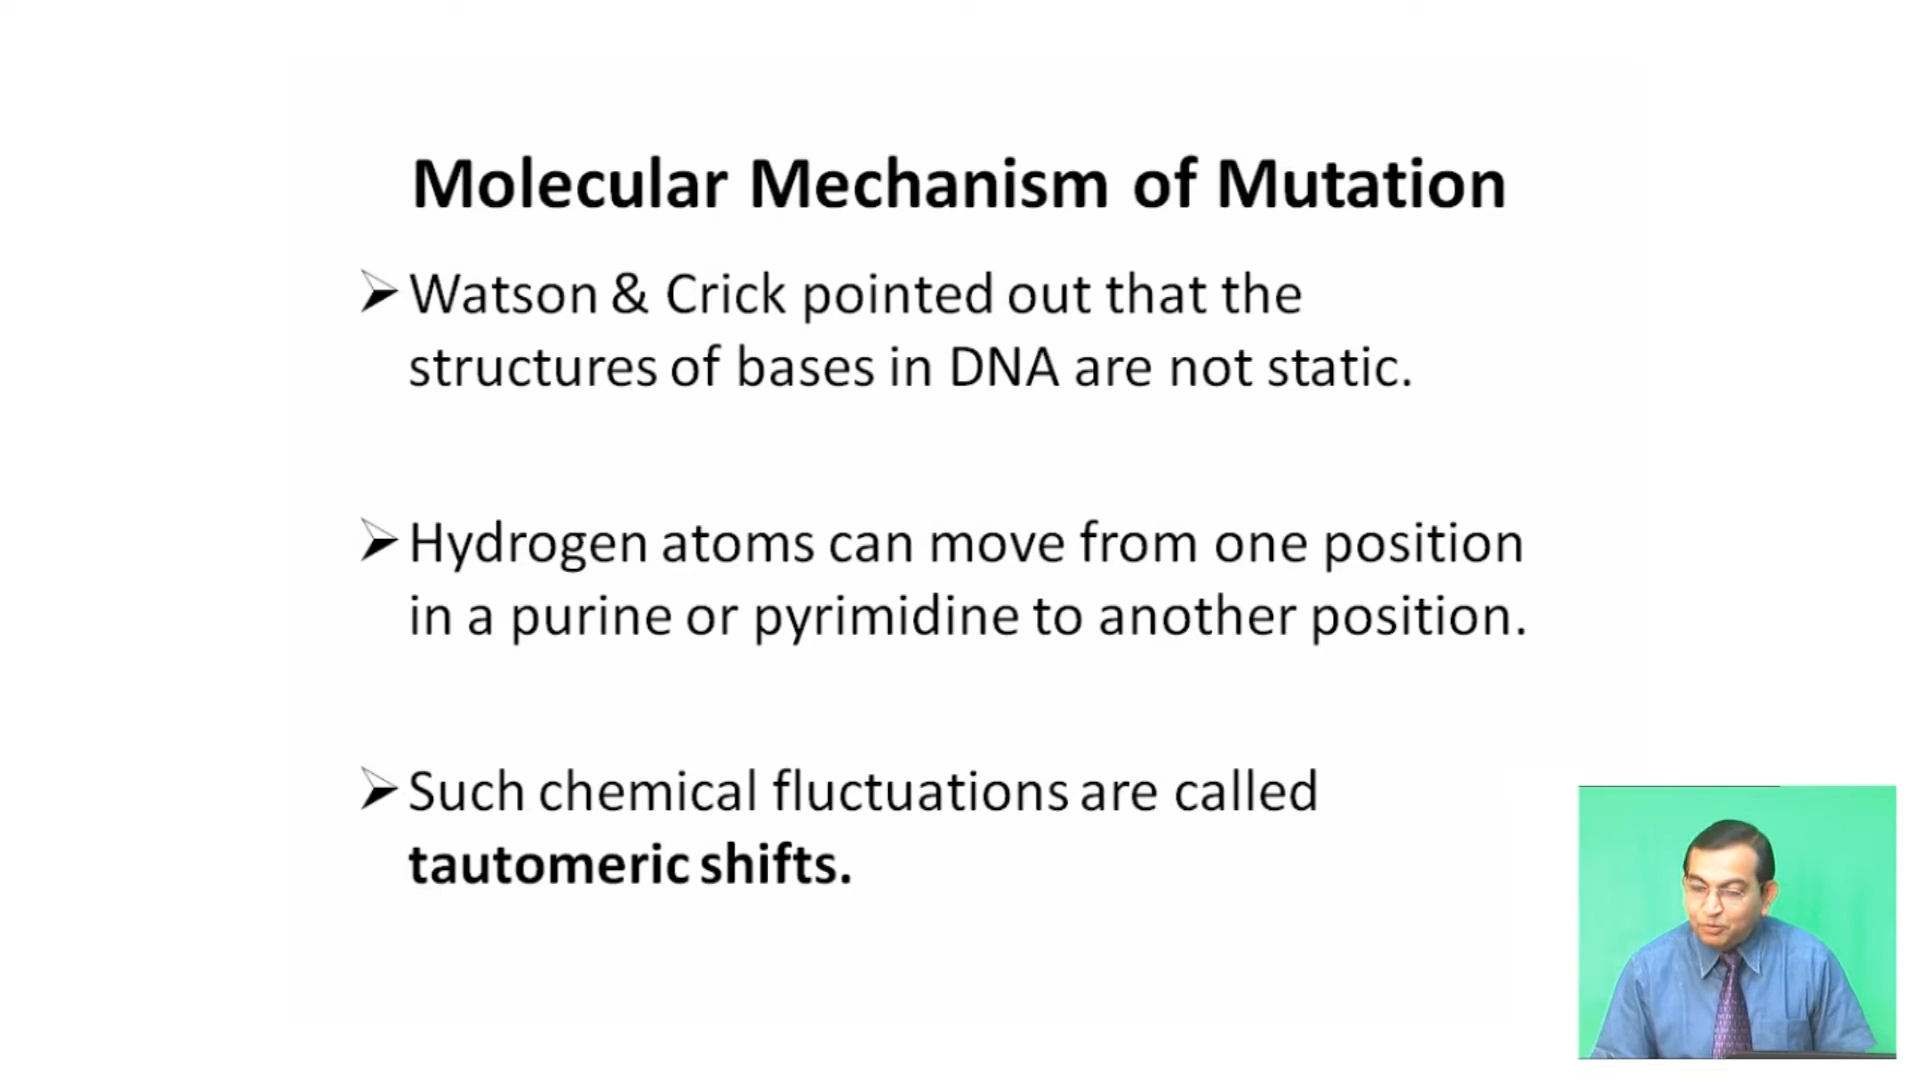 Molecular Mechanism of Mutation
➢Watson & Crick pointed out that the
structures of bases in DNA are not static.
➢Hydrogen atoms can move from one position
in a purine or pyrimidine to another position.
➢Such chemical fluctuations are called
tautomeric shifts.